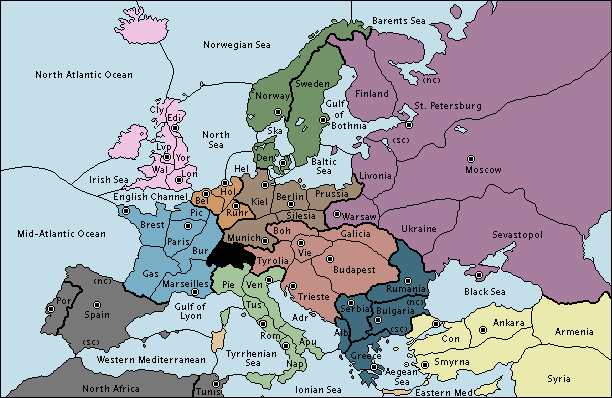 Barents Sea
Norwegian Sea
North Atlantic Ocean
(nc)
Sweden
Finland
Norway
Cly
Edi
Gulf
of
Bothnia
St. Petersburg
Ska
North
Sea
(sc)
Lvp
Yor
Den
Baltic
Sea
Moscow
Wal
Lon
Hel
Livonia
Irish Sea
English Channel
Hol
Kiel
Berlin
Prussia
Bel
Ruhr
Silesia
Warsaw
Pic
Brest
Mid-Atlantic Ocean
Paris
Munich
Boh
Galicia
Ukraine
Sevastopol
Bur
Vie
Tyrolia
Budapest
Gas
Marseilles
Pie
Ven
Trieste
Rumania
Black Sea
(nc)
Por
Spain
Gulf of
Lyon
Tus
Adr
Serbia
Bulgaria
(nc)
(sc)
Rom
Apu
Alb
Ankara
Armenia
Con
(sc)
Western Mediterranean
Tyrrhenian
Sea
Nap
Greece
Aegean
Sea
Smyrna
Syria
North Africa
Tunis
Ionian Sea
Eastern Med